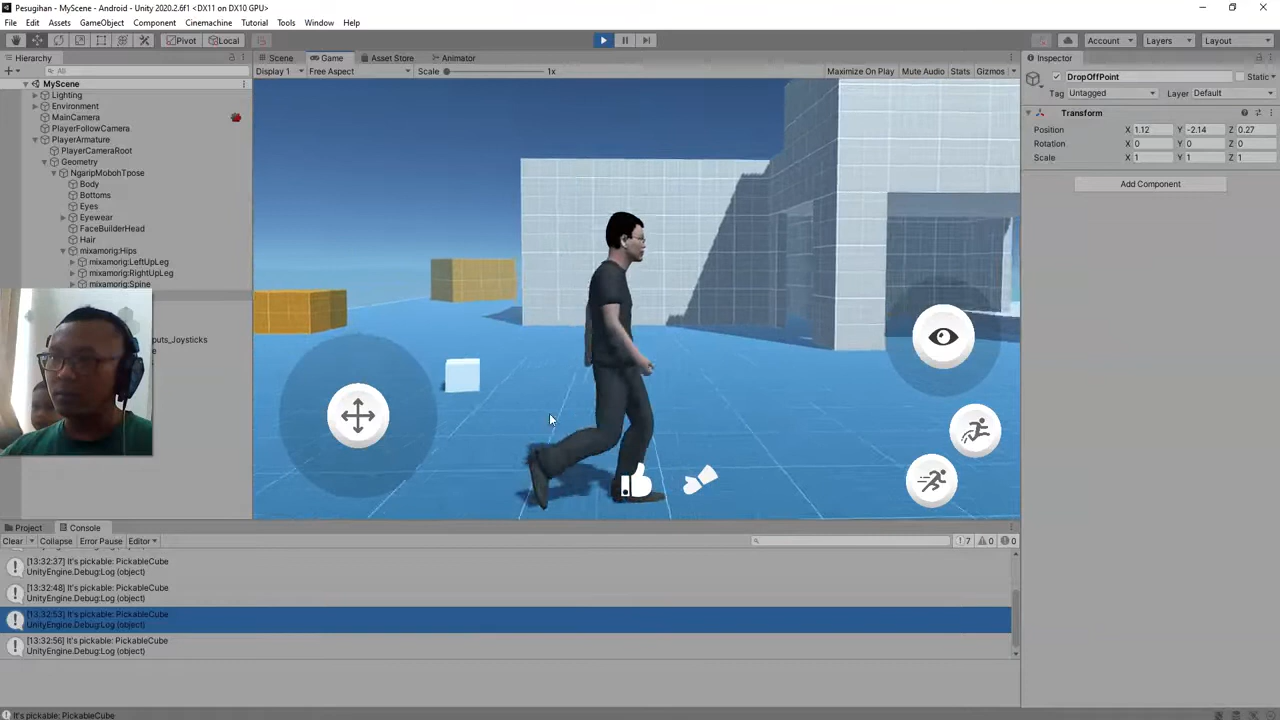 Pesugihan - MyScene - Android - Unity 2020.2.6f1 <DX11 on DX10 GPU>
File Edit Assets GameObject Component Cinemachine Tutorial Tools Window Help
Pivot Local Account Layers Layout
Hierarchy Scene Game Asset Store Animator Inspector
All Display 1 Free Aspect Scale 1x Maximize On Play Mute Audio Stats Gizmos
DropOffPoint Static
Tag Untagged Layer Default
Transform
Position X 1.12 Y -2.14 Z 0.27
Rotation X 0 Y 0 Z 0
Scale X 1 Y 1 Z 1
Add Component
MyScene
Lighting
Environment
MainCamera
PlayerFollowCamera
PlayerArmature
PlayerCameraRoot
Geometry
NgaripMobohTpose
Body
Bottoms
Eyes
Eyewear
FaceBuilderHead
Hair
mixamorig:Hips
mixamorig:LeftUpLeg
mixamorig:RightUpLeg
mixamorig:Spine
puts_Joysticks
Project Console
Clear Collapse Error Pause Editor 7 0 0
UnityEngine.Debug:Log (object)
[13:32:37] It's pickable: PickableCube
UnityEngine.Debug:Log (object)
[13:32:48] It's pickable: PickableCube
UnityEngine.Debug:Log (object)
[13:32:53] It's pickable: PickableCube
UnityEngine.Debug:Log (object)
[13:32:56] It's pickable: PickableCube
UnityEngine.Debug:Log (object)
It's pickable: PickableCube